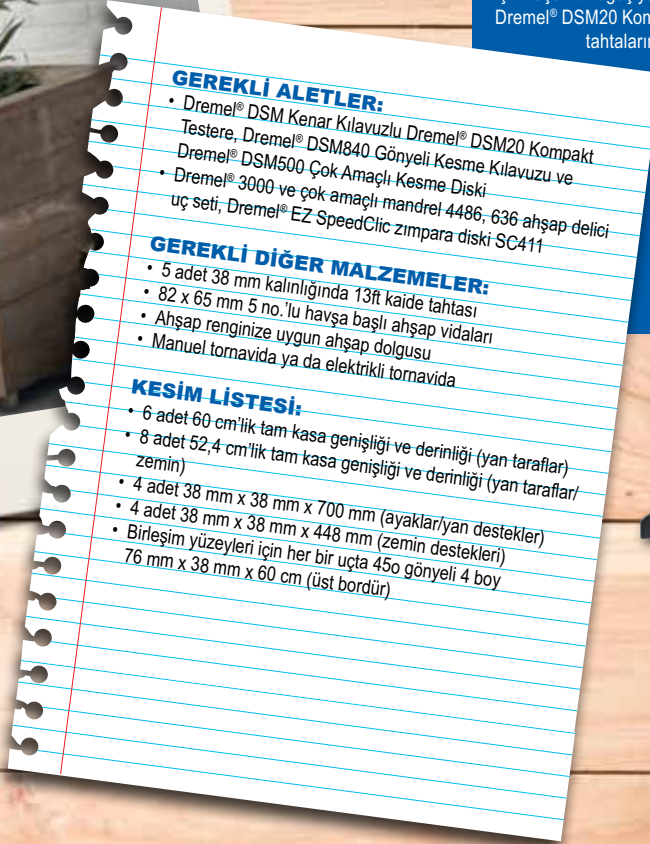 Dremel® DSM20 Kom
GEREKLİ ALETLER:
• Dremel® DSM Kenar Kılavuzlu Dremel® DSM20 Kompakt
Testere, Dremel® DSM840 Gönyeli Kesme Kılavuzu ve
Dremel® DSM500 Çok Amaçlı Kesme Diski
• Dremel® 3000 ve çok amaçlı mandrel 4486, 636 ahşap delici
uç seti, Dremel® EZ SpeedClic zımpara diski SC411
GEREKLİ DİĞER MALZEMELER:
• 5 adet 38 mm kalınlığında 13ft kaide tahtası
• 82 x 65 mm 5 no.'lu havşa başlı ahşap vidaları
• Ahşap renginize uygun ahşap dolgusu
• Manuel tornavida ya da elektrikli tornavida
KESİM LİSTESİ:
• 6 adet 60 cm'lik tam kasa genişliği ve derinliği (yan taraflar)
• 8 adet 52,4 cm'lik tam kasa genişliği ve derinliği (yan taraflar/
zemin)
• 4 adet 38 mm x 38 mm x 700 mm (ayaklar/yan destekler)
• 4 adet 38 mm x 38 mm x 448 mm (zemin destekleri)
• Birleşim yüzeyleri için her bir uçta 45o gönyeli 4 boy
76 mm x 38 mm x 60 cm (üst bordür)